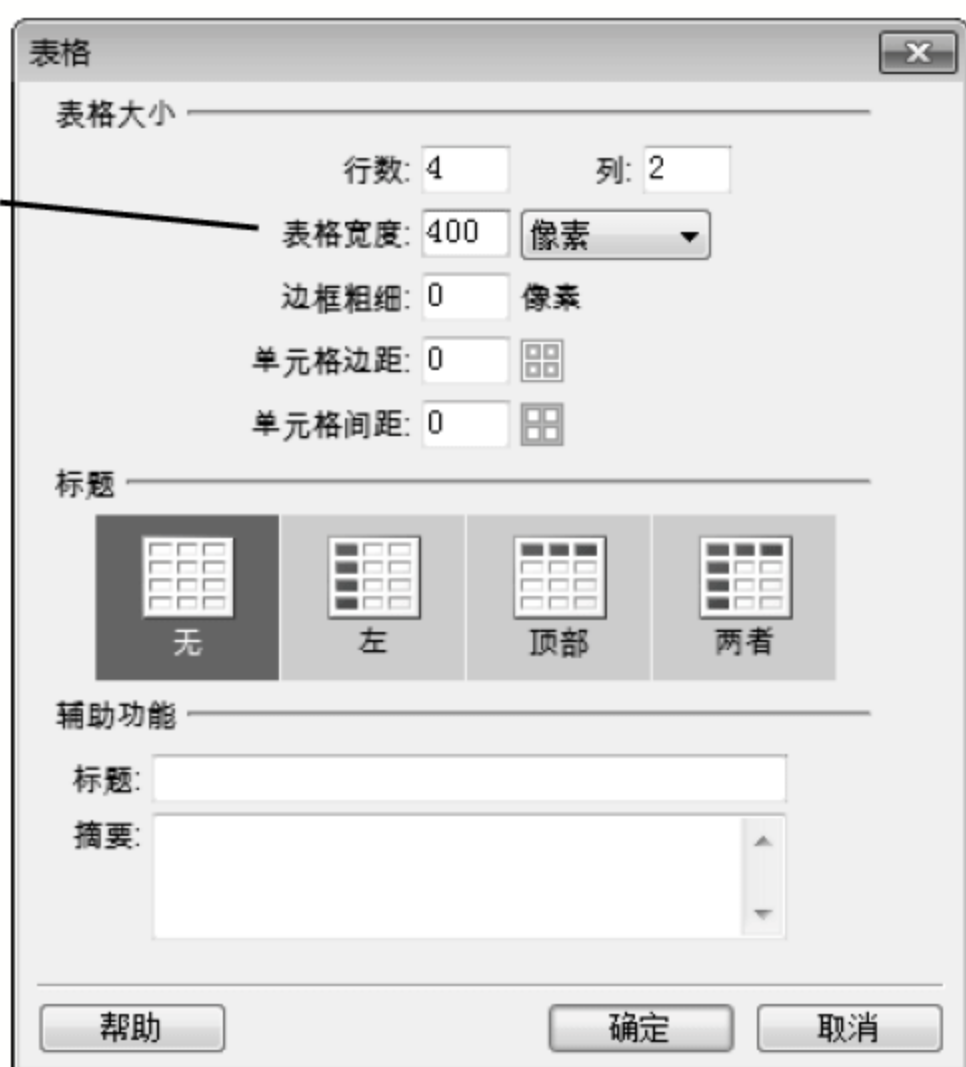 表格
表格大小
行数: 4 列: 2
表格宽度: 400 像素
边框粗细: 0 像素
单元格边距: 0
单元格间距: 0
标题
无 左 顶部 两者
辅助功能
标题:
摘要:
帮助 确定 取消